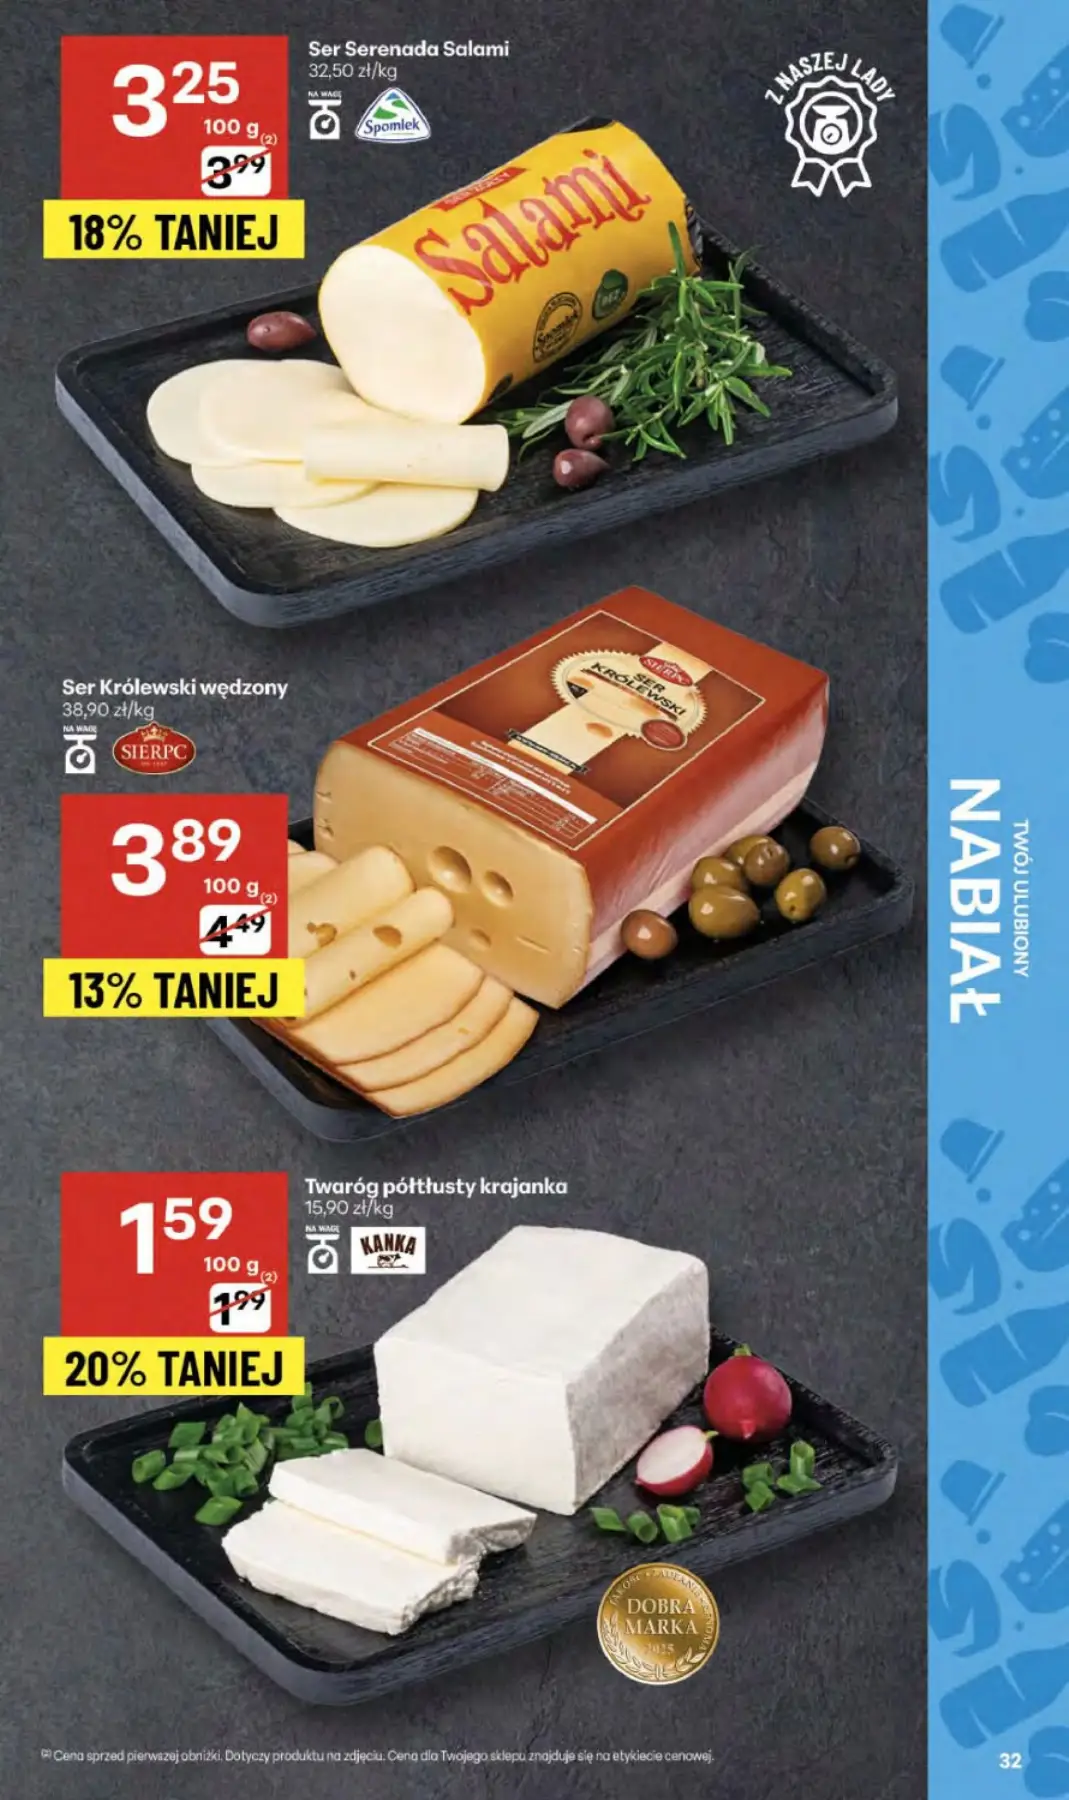 Ser Serenada Salami
32,50 zł/kg
NA WAGĘ
Spomlek
3 25
100 g (2)
3 99
18% TANIEJ
Z NASZEJ LADY
Salami
Spomlek
Ser Królewski wędzony
38,90 zł/kg
NA WAGĘ
SIERPC
3 89
100 g (2)
4 49
13% TANIEJ
SIERPC
SER
KRÓLEWSKI
TWÓJ ULUBIONY
NABIAŁ
Twaróg półtłusty krajanka
15,90 zł/kg
NA WAGĘ
KANKA
1 59
100 g (2)
1 99
20% TANIEJ
DOBRA
MARKA
2025
(2) Cena sprzed pierwszej obniżki. Dotyczy produktu na zdjęciu. Cena dla Twojego sklepu znajduje się na etykiecie cenowej.
32